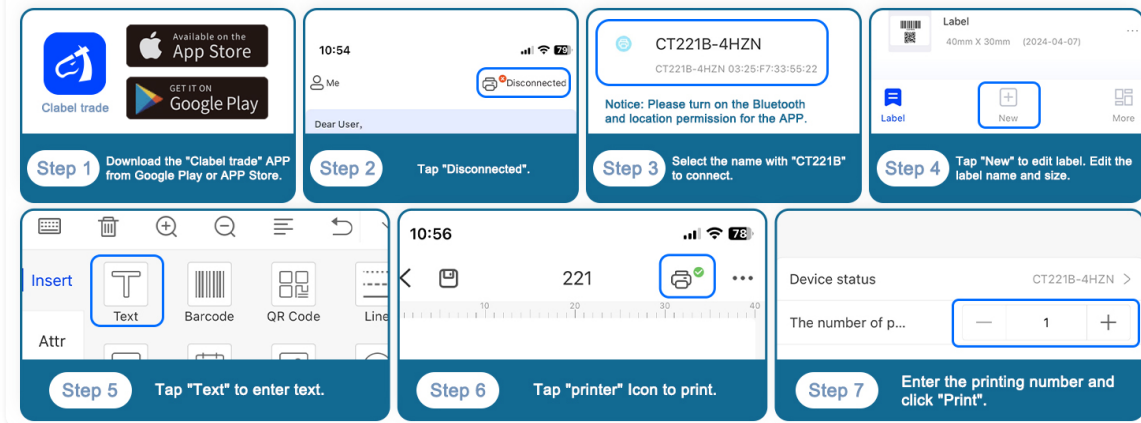 Clabel trade
Available on the
App Store
GET IT ON
Google Play
Step 1
Download the "Clabel trade" APP
from Google Play or APP Store.
10:54
79
Me
Disconnected
Dear User,
Step 2
Tap "Disconnected".
CT221B-4HZN
CT221B-4HZN 03:25:F7:33:55:22
Notice: Please turn on the Bluetooth
and location permission for the APP.
Step 3
Select the name with "CT221B"
to connect.
Label
40mm X 30mm (2024-04-07)
...
Label
New
More
Step 4
Tap "New" to edit label. Edit the
label name and size.
Insert
Text
Barcode
QR Code
Line
Attr
Step 5
Tap "Text" to enter text.
10:56
78
221
10 20 30 40
Step 6
Tap "printer" Icon to print.
Device status
CT221B-4HZN >
The number of p...
1
Step 7
Enter the printing number and
click "Print".